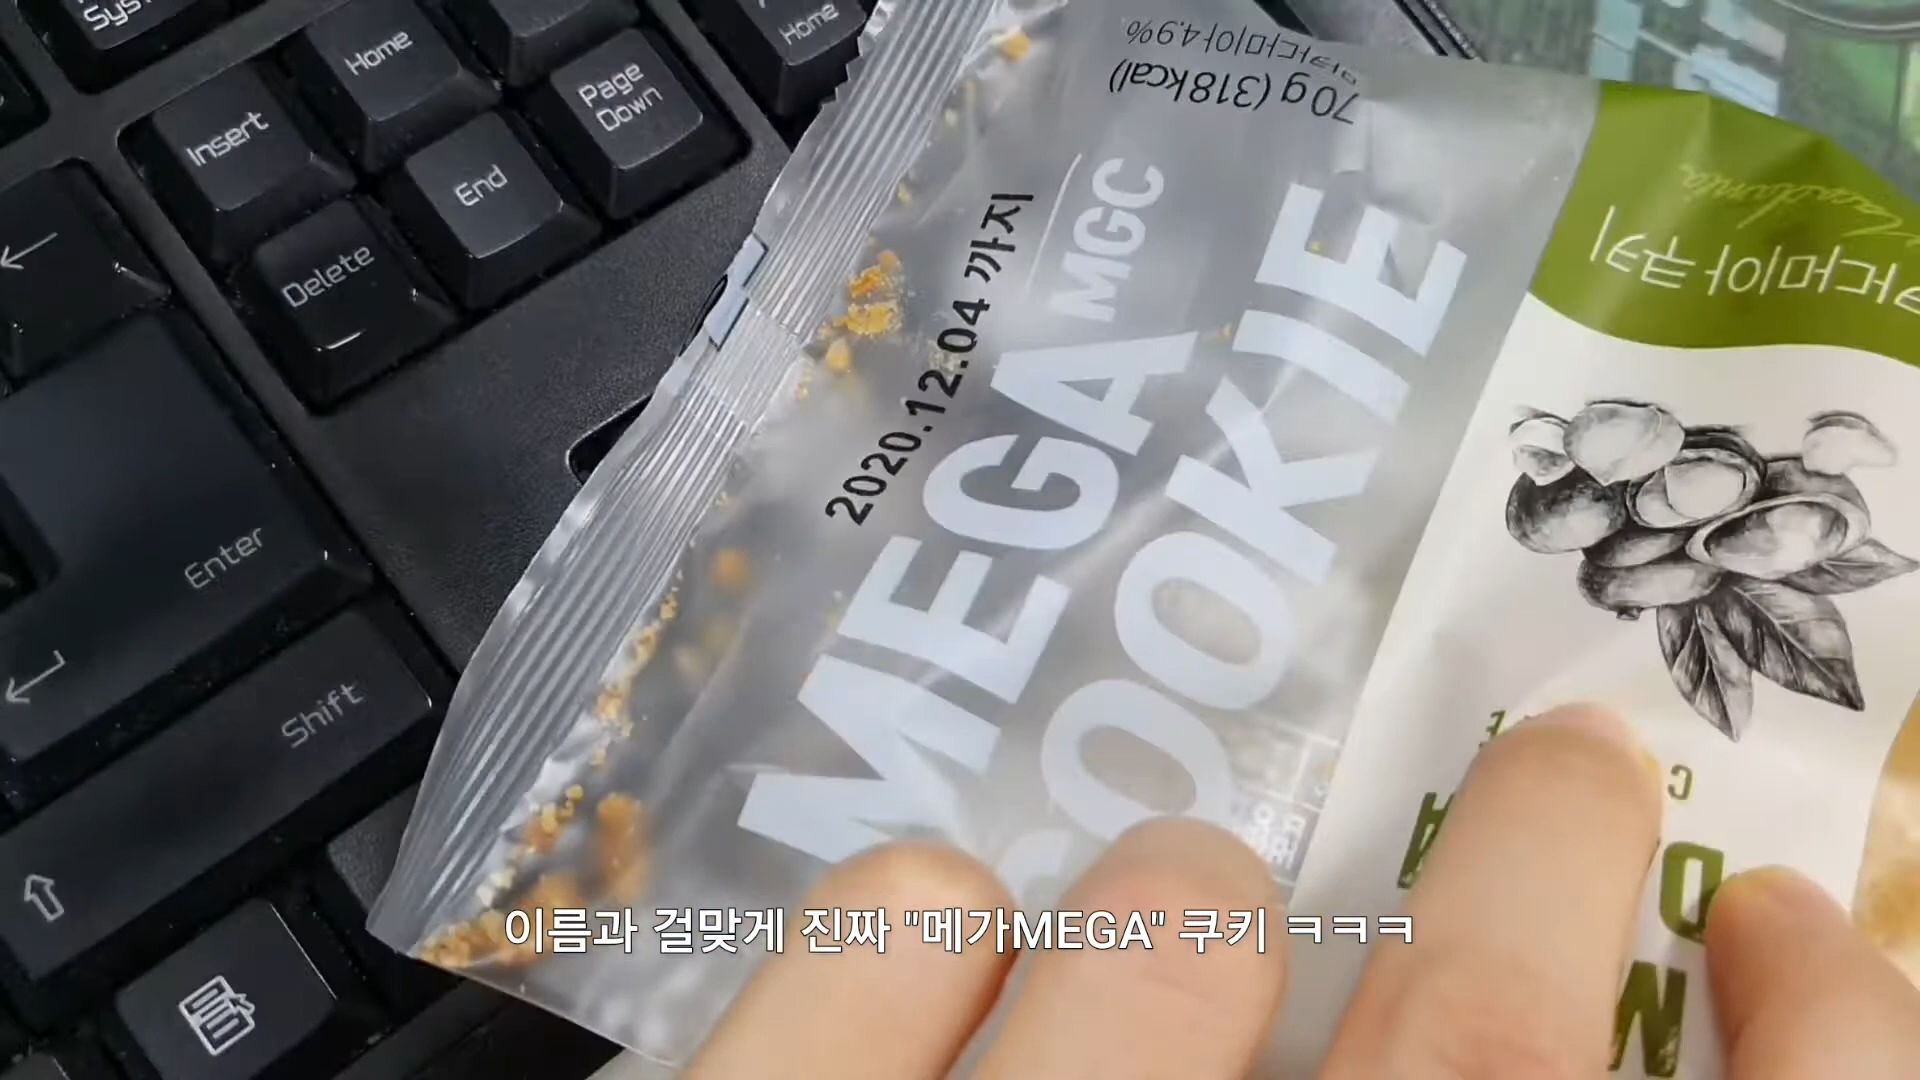 Home
Home
Insert
Page Down
End
Delete
Enter
Shift
마카다미아 4.9%
70g (318kcal)
2020.12.04 까지
MGC
MEGA
COOKIE
Macadamia
마카다미아 쿠키
이름과 걸맞게 진짜 "메가MEGA" 쿠키 ㅋㅋㅋ